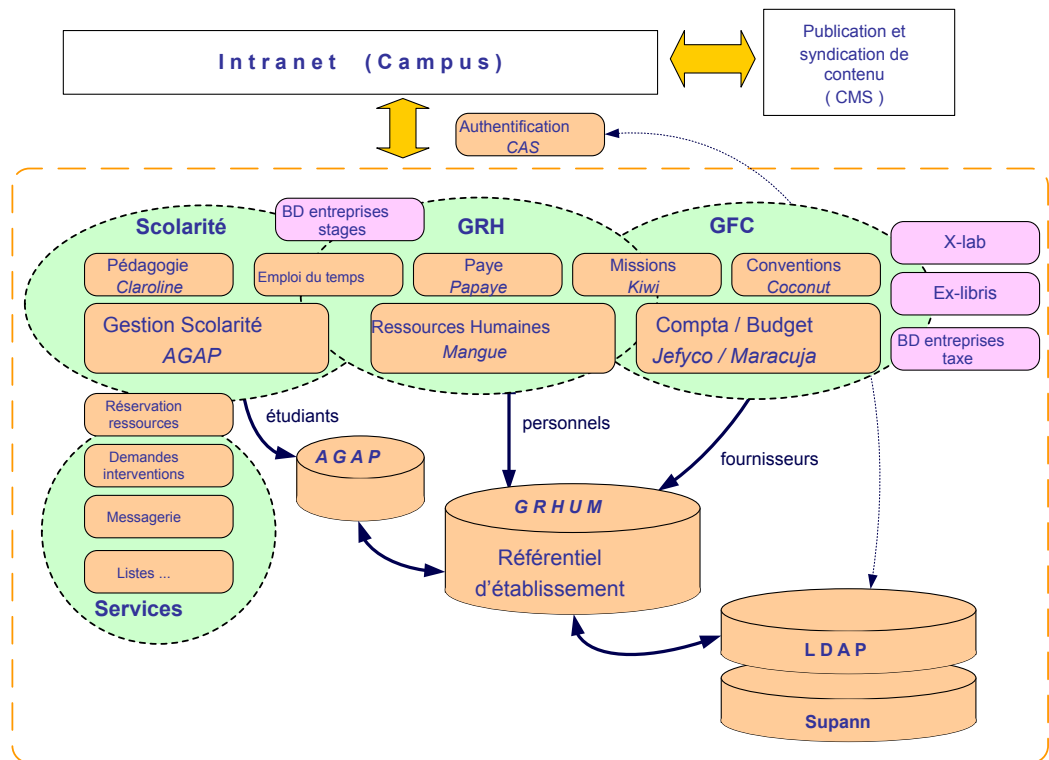 Intranet (Campus)
Publication et
syndication de
contenu
( CMS )
Authentification
CAS
Scolarité
BD entreprises
stages
GRH
GFC
X-lab
Pédagogie
Claroline
Emploi du temps
Paye
Papaye
Missions
Kiwi
Conventions
Coconut
Ex-libris
Gestion Scolarité
AGAP
Ressources Humaines
Mangue
Compta / Budget
Jefyco / Maracuja
BD entreprises
taxe
Réservation
ressources
étudiants
personnels
fournisseurs
Demandes
interventions
Messagerie
Listes ...
Services
AGAP
GRHUM
Référentiel
d'établissement
LDAP
Supann